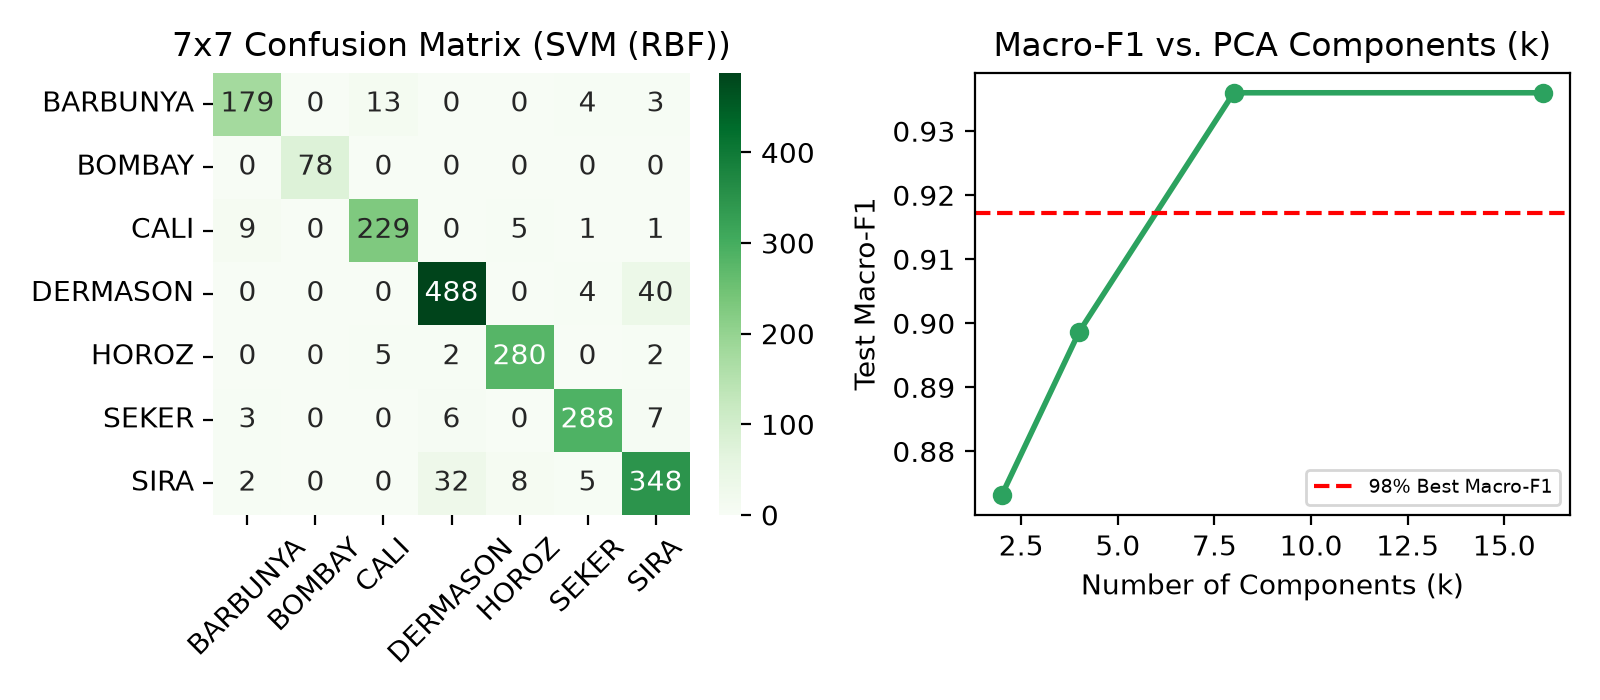 7x7 Confusion Matrix (SVM (RBF))
BARBUNYA 179 0 13 0 0 4 3
BOMBAY 0 78 0 0 0 0 0
CALI 9 0 229 0 5 1 1
DERMASON 0 0 0 488 0 4 40
HOROZ 0 0 5 2 280 0 2
SEKER 3 0 0 6 0 288 7
SIRA 2 0 0 32 8 5 348
BARBUNYA BOMBAY CALI DERMASON HOROZ SEKER SIRA
400
300
200
100
0
Macro-F1 vs. PCA Components (k)
Test Macro-F1
0.93
0.92
0.91
0.90
0.89
0.88
98% Best Macro-F1
2.5 5.0 7.5 10.0 12.5 15.0
Number of Components (k)